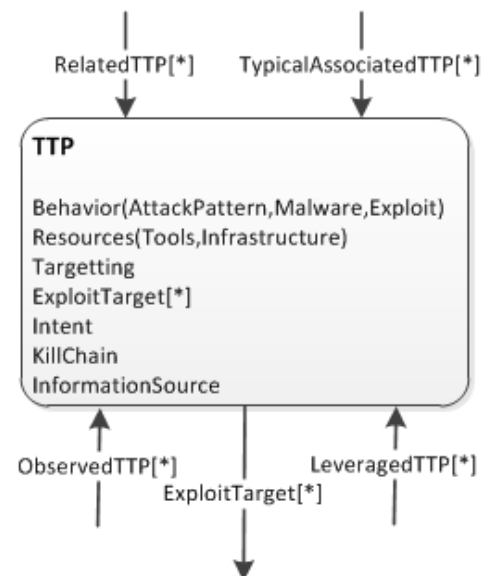 RelatedTTP[*]
TypicalAssociatedTTP[*]
TTP
Behavior(AttackPattern,Malware,Exploit)
Resources(Tools,Infrastructure)
Targetting
ExploitTarget[*]
Intent
KillChain
InformationSource
ObservedTTP[*]
LeveragedTTP[*]
ExploitTarget[*]